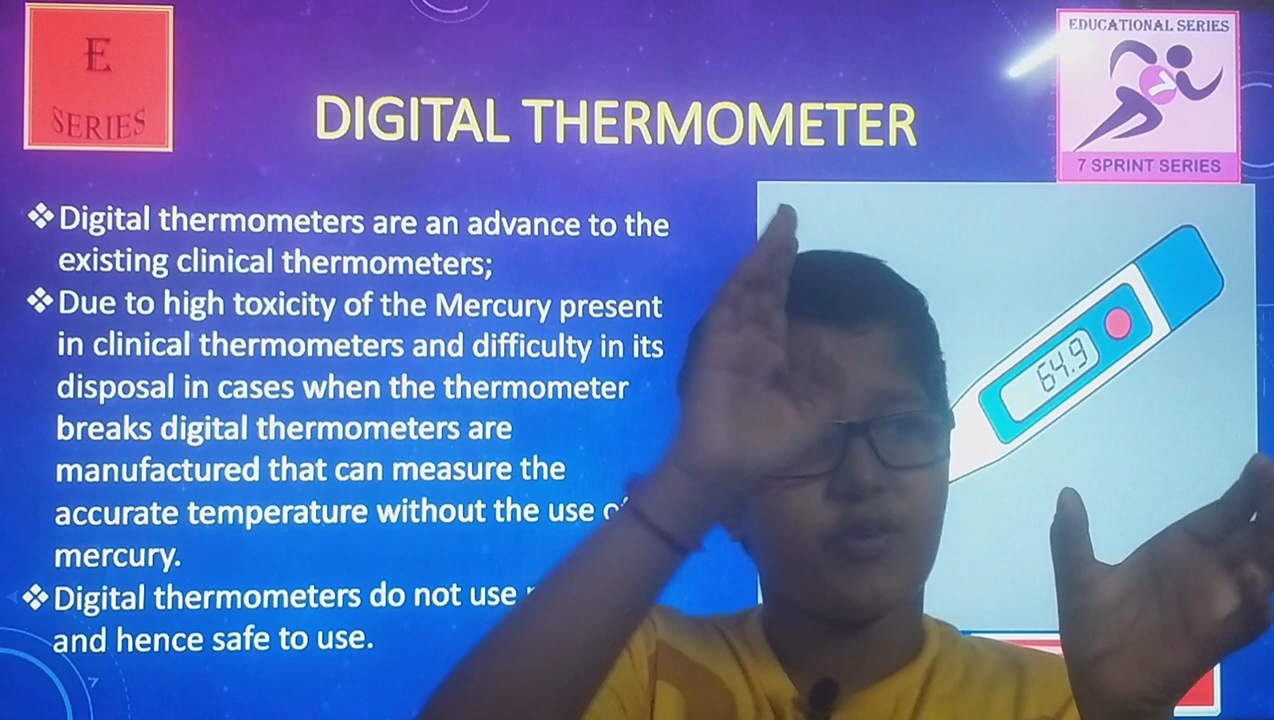 E
SERIES
EDUCATIONAL SERIES
7
7 SPRINT SERIES
DIGITAL THERMOMETER
❖ Digital thermometers are an advance to the
existing clinical thermometers;
❖ Due to high toxicity of the Mercury present
in clinical thermometers and difficulty in its
disposal in cases when the thermometer
breaks digital thermometers are
manufactured that can measure the
accurate temperature without the use
mercury.
❖ Digital thermometers do not use
and hence safe to use.
64.9